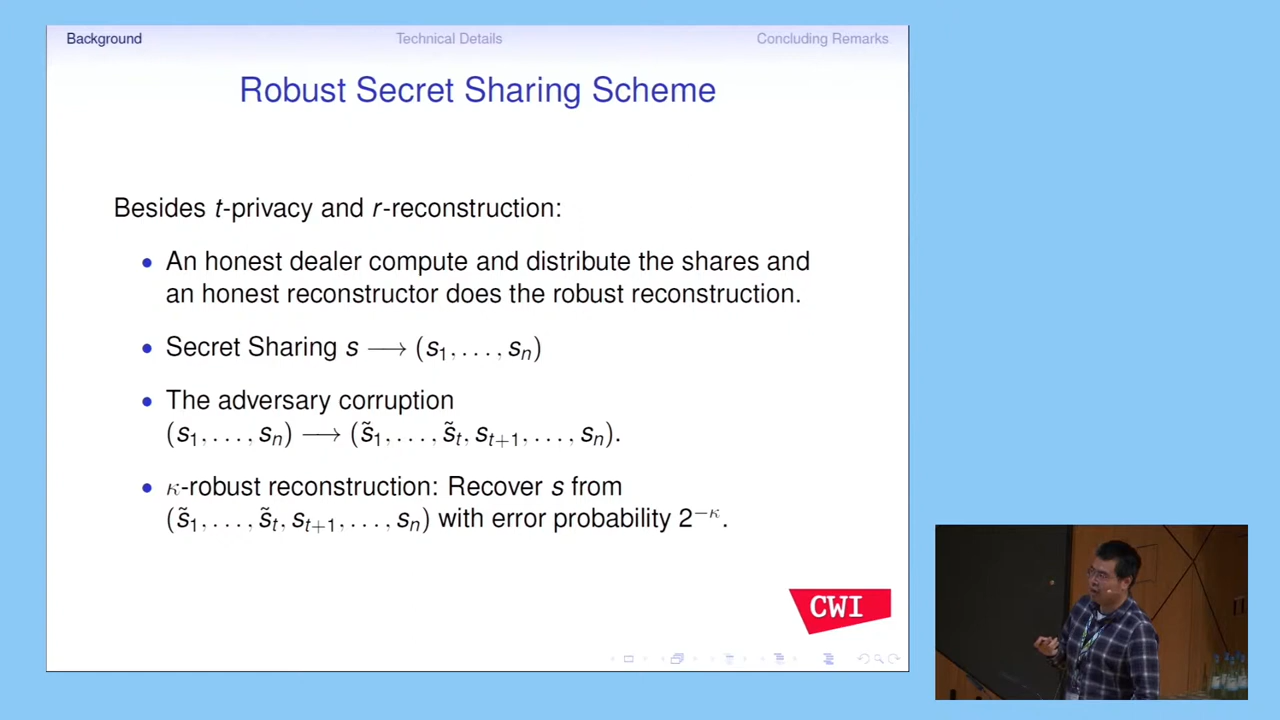 Background Technical Details Concluding Remarks
Robust Secret Sharing Scheme
Besides t-privacy and r-reconstruction:
• An honest dealer compute and distribute the shares and
an honest reconstructor does the robust reconstruction.
• Secret Sharing s ⟶ (s₁, . . . , sₙ)
• The adversary corruption
(s₁, . . . , sₙ) ⟶ (s̃₁, . . . , s̃ₜ, sₜ₊₁, . . . , sₙ).
• κ-robust reconstruction: Recover s from
(s̃₁, . . . , s̃ₜ, sₜ₊₁, . . . , sₙ) with error probability 2^{−κ}.
CWI